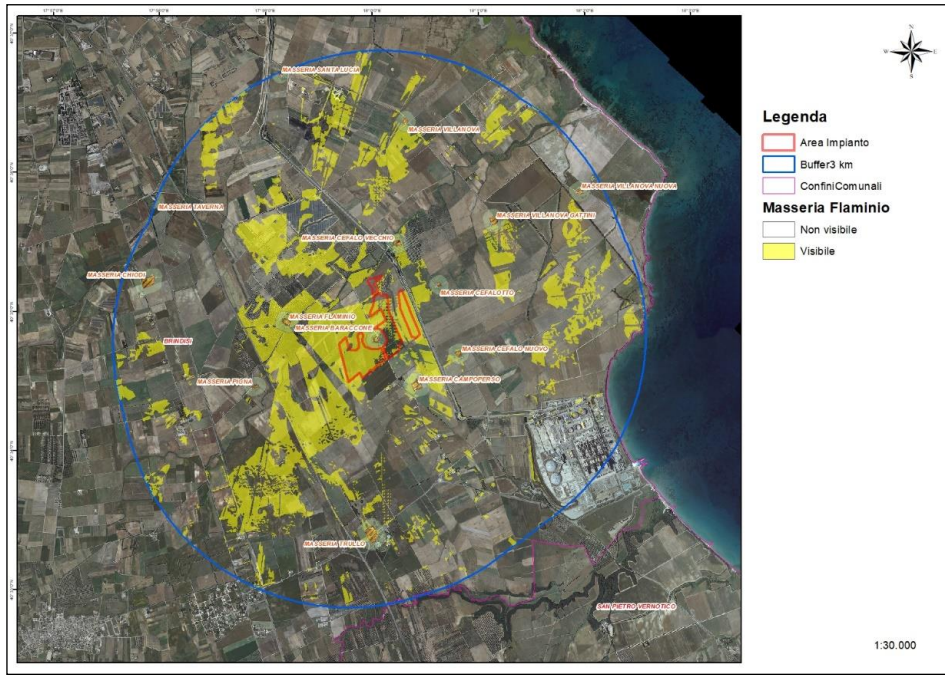 N
W
E
S
MASSERIA SANTA LUCIA
MASSERIA VILLANOVA
MASSERIA VILLANOVA NUOVA
MASSERIA TAVERNA
MASSERIA VILLANOVA GATTINI
MASSERIA CEFALO VECCHIO
MASSERIA CHIODI
MASSERIA CEFALOTTO
MASSERIA FLAMINIO
MASSERIA BARACCONE
BRINDISI
MASSERIA CEFALO NUOVO
MASSERIA PIGNA
MASSERIA CAMPOPERSO
MASSERIA TRULLO
SAN PIETRO VERNOTICO
Legenda
Area Impianto
Buffer3 km
ConfiniComunali
Masseria Flaminio
Non visibile
Visibile
1:30.000